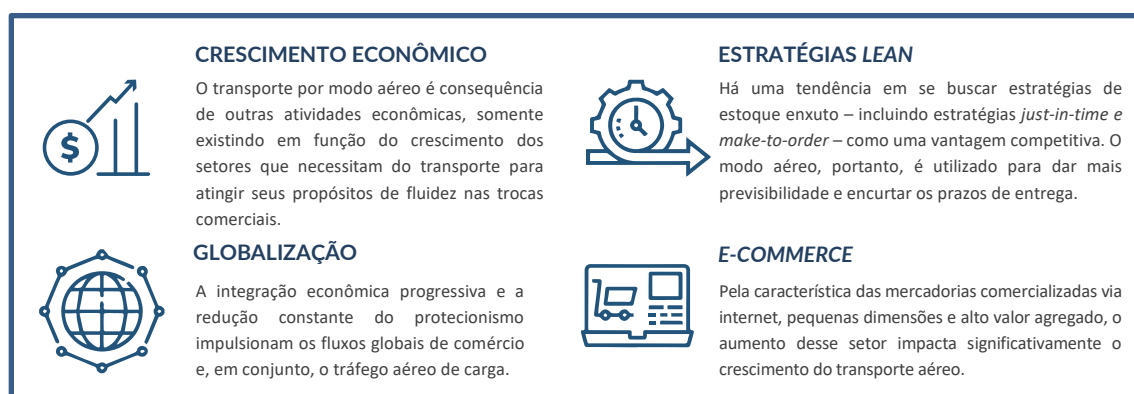 CRESCIMENTO ECONÔMICO
O transporte por modo aéreo é consequência
de outras atividades econômicas, somente
existindo em função do crescimento dos
setores que necessitam do transporte para
atingir seus propósitos de fluidez nas trocas
comerciais.
ESTRATÉGIAS LEAN
Há uma tendência em se buscar estratégias de
estoque enxuto – incluindo estratégias just-in-time e
make-to-order – como uma vantagem competitiva. O
modo aéreo, portanto, é utilizado para dar mais
previsibilidade e encurtar os prazos de entrega.
GLOBALIZAÇÃO
A integração econômica progressiva e a
redução constante do protecionismo
impulsionam os fluxos globais de comércio
e, em conjunto, o tráfego aéreo de carga.
E-COMMERCE
Pela característica das mercadorias comercializadas via
internet, pequenas dimensões e alto valor agregado, o
aumento desse setor impacta significativamente o
crescimento do transporte aéreo.
$